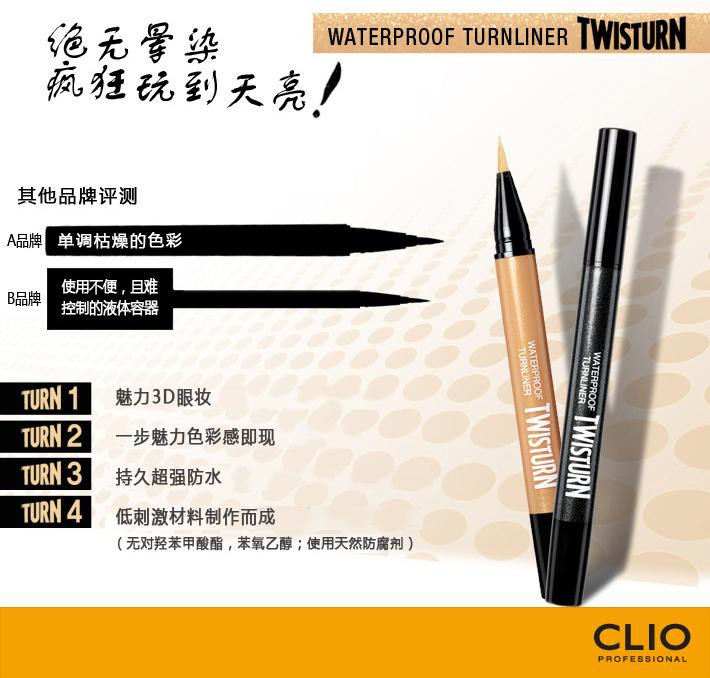 绝无晕染
疯狂玩到天亮!
WATERPROOF TURNLINER TWISTURN
其他品牌评测
A品牌 单调枯燥的色彩
B品牌 使用不便，且难
控制的液体容器
TURN 1 魅力3D眼妆
TURN 2 一步魅力色彩感即现
TURN 3 持久超强防水
TURN 4 低刺激材料制作而成
（无对羟苯甲酸酯，苯氧乙醇；使用天然防腐剂）
WATERPROOF
TURNLINER
TWISTURN
WATERPROOF
TURNLINER
TWISTURN
CLIO
PROFESSIONAL